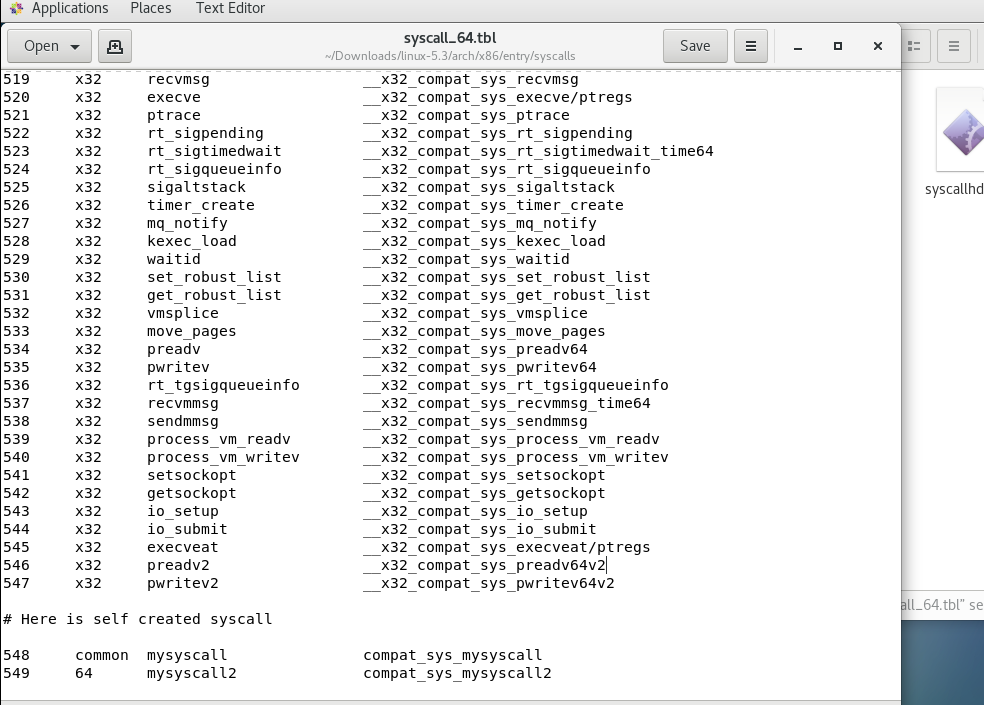 Applications Places Text Editor
Open
syscall_64.tbl
~/Downloads/linux-5.3/arch/x86/entry/syscalls
Save
519 x32 recvmsg __x32_compat_sys_recvmsg
520 x32 execve __x32_compat_sys_execve/ptregs
521 x32 ptrace __x32_compat_sys_ptrace
522 x32 rt_sigpending __x32_compat_sys_rt_sigpending
523 x32 rt_sigtimedwait __x32_compat_sys_rt_sigtimedwait_time64
524 x32 rt_sigqueueinfo __x32_compat_sys_rt_sigqueueinfo
525 x32 sigaltstack __x32_compat_sys_sigaltstack
526 x32 timer_create __x32_compat_sys_timer_create
527 x32 mq_notify __x32_compat_sys_mq_notify
528 x32 kexec_load __x32_compat_sys_kexec_load
529 x32 waitid __x32_compat_sys_waitid
530 x32 set_robust_list __x32_compat_sys_set_robust_list
531 x32 get_robust_list __x32_compat_sys_get_robust_list
532 x32 vmsplice __x32_compat_sys_vmsplice
533 x32 move_pages __x32_compat_sys_move_pages
534 x32 preadv __x32_compat_sys_preadv64
535 x32 pwritev __x32_compat_sys_pwritev64
536 x32 rt_tgsigqueueinfo __x32_compat_sys_rt_tgsigqueueinfo
537 x32 recvmmsg __x32_compat_sys_recvmmsg_time64
538 x32 sendmmsg __x32_compat_sys_sendmmsg
539 x32 process_vm_readv __x32_compat_sys_process_vm_readv
540 x32 process_vm_writev __x32_compat_sys_process_vm_writev
541 x32 setsockopt __x32_compat_sys_setsockopt
542 x32 getsockopt __x32_compat_sys_getsockopt
543 x32 io_setup __x32_compat_sys_io_setup
544 x32 io_submit __x32_compat_sys_io_submit
545 x32 execveat __x32_compat_sys_execveat/ptregs
546 x32 preadv2 __x32_compat_sys_preadv64v2
547 x32 pwritev2 __x32_compat_sys_pwritev64v2
# Here is self created syscall
548 common mysyscall compat_sys_mysyscall
549 64 mysyscall2 compat_sys_mysyscall2
syscallhd
all_64.tbl" se